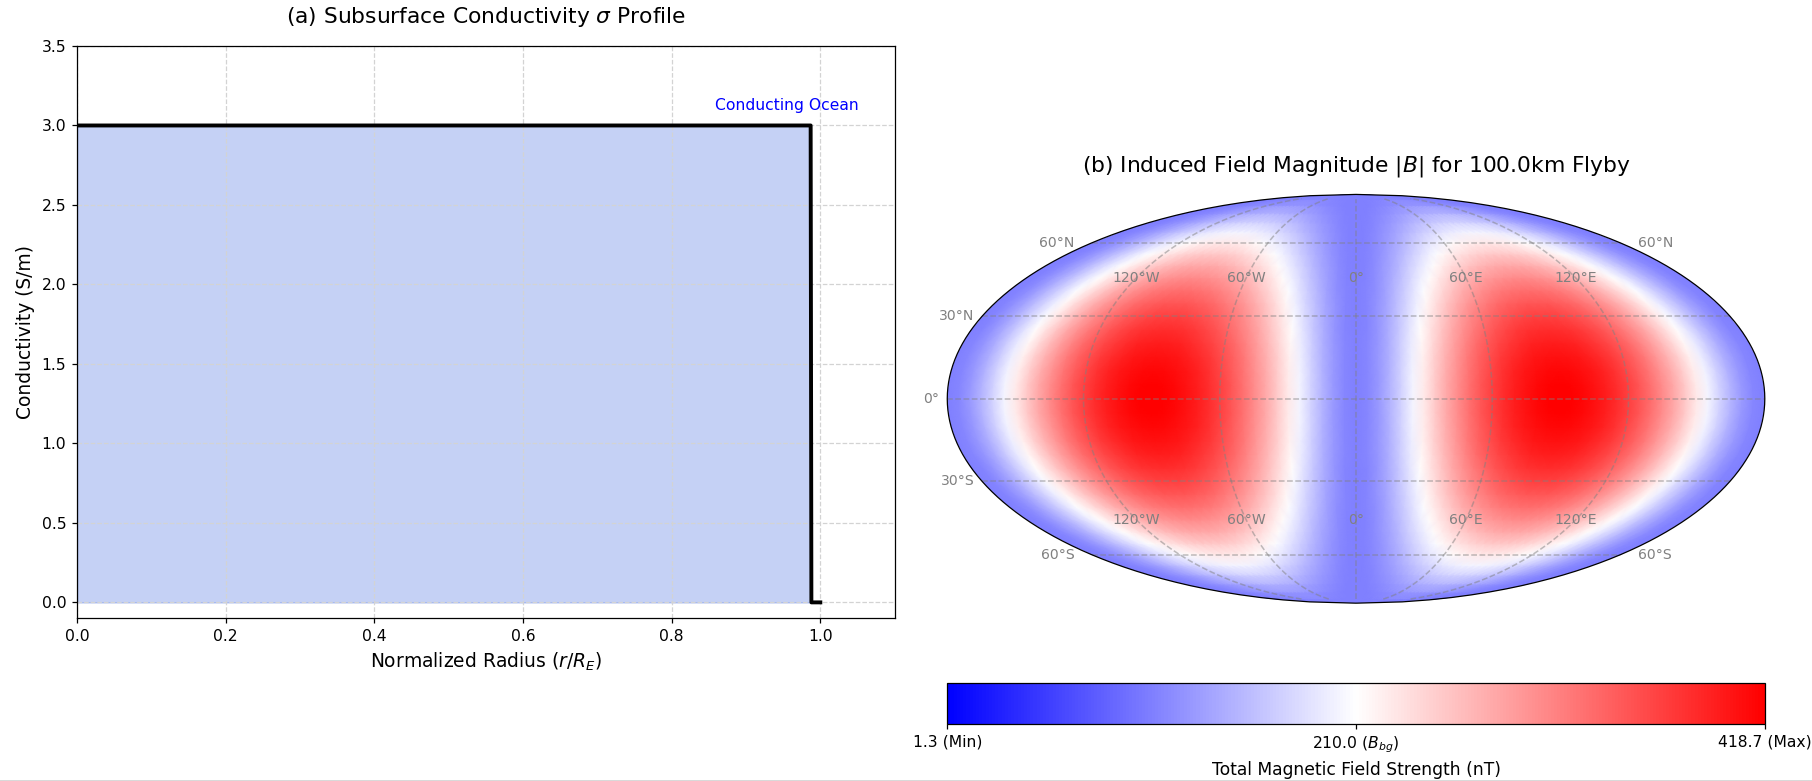 (a) Subsurface Conductivity σ Profile
Conductivity (S/m)
3.5
3.0
2.5
2.0
1.5
1.0
0.5
0.0
Conducting Ocean
0.0 0.2 0.4 0.6 0.8 1.0
Normalized Radius (r/R_E)
(b) Induced Field Magnitude |B| for 100.0km Flyby
60°N 60°N
120°W 60°W 0° 60°E 120°E
30°N
0°
30°S
120°W 60°W 0° 60°E 120°E
60°S 60°S
1.3 (Min) 210.0 (B_bg) 418.7 (Max)
Total Magnetic Field Strength (nT)